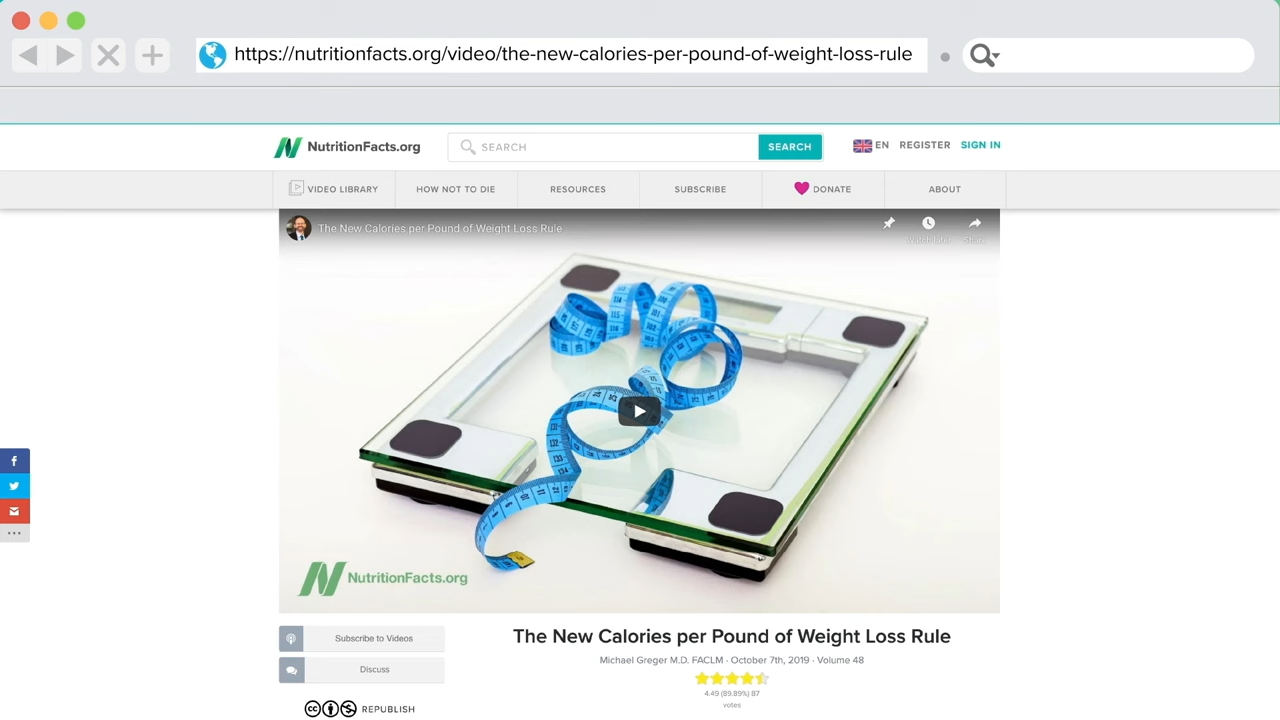 https://nutritionfacts.org/video/the-new-calories-per-pound-of-weight-loss-rule
NutritionFacts.org
SEARCH
SEARCH
EN
REGISTER
SIGN IN
VIDEO LIBRARY
HOW NOT TO DIE
RESOURCES
SUBSCRIBE
DONATE
ABOUT
The New Calories per Pound of Weight Loss Rule
Share
NutritionFacts.org
Subscribe to Videos
Discuss
REPUBLISH
The New Calories per Pound of Weight Loss Rule
Michael Greger M.D. FACLM · October 7th, 2019 · Volume 48
4.49 (89.89%) 87
votes